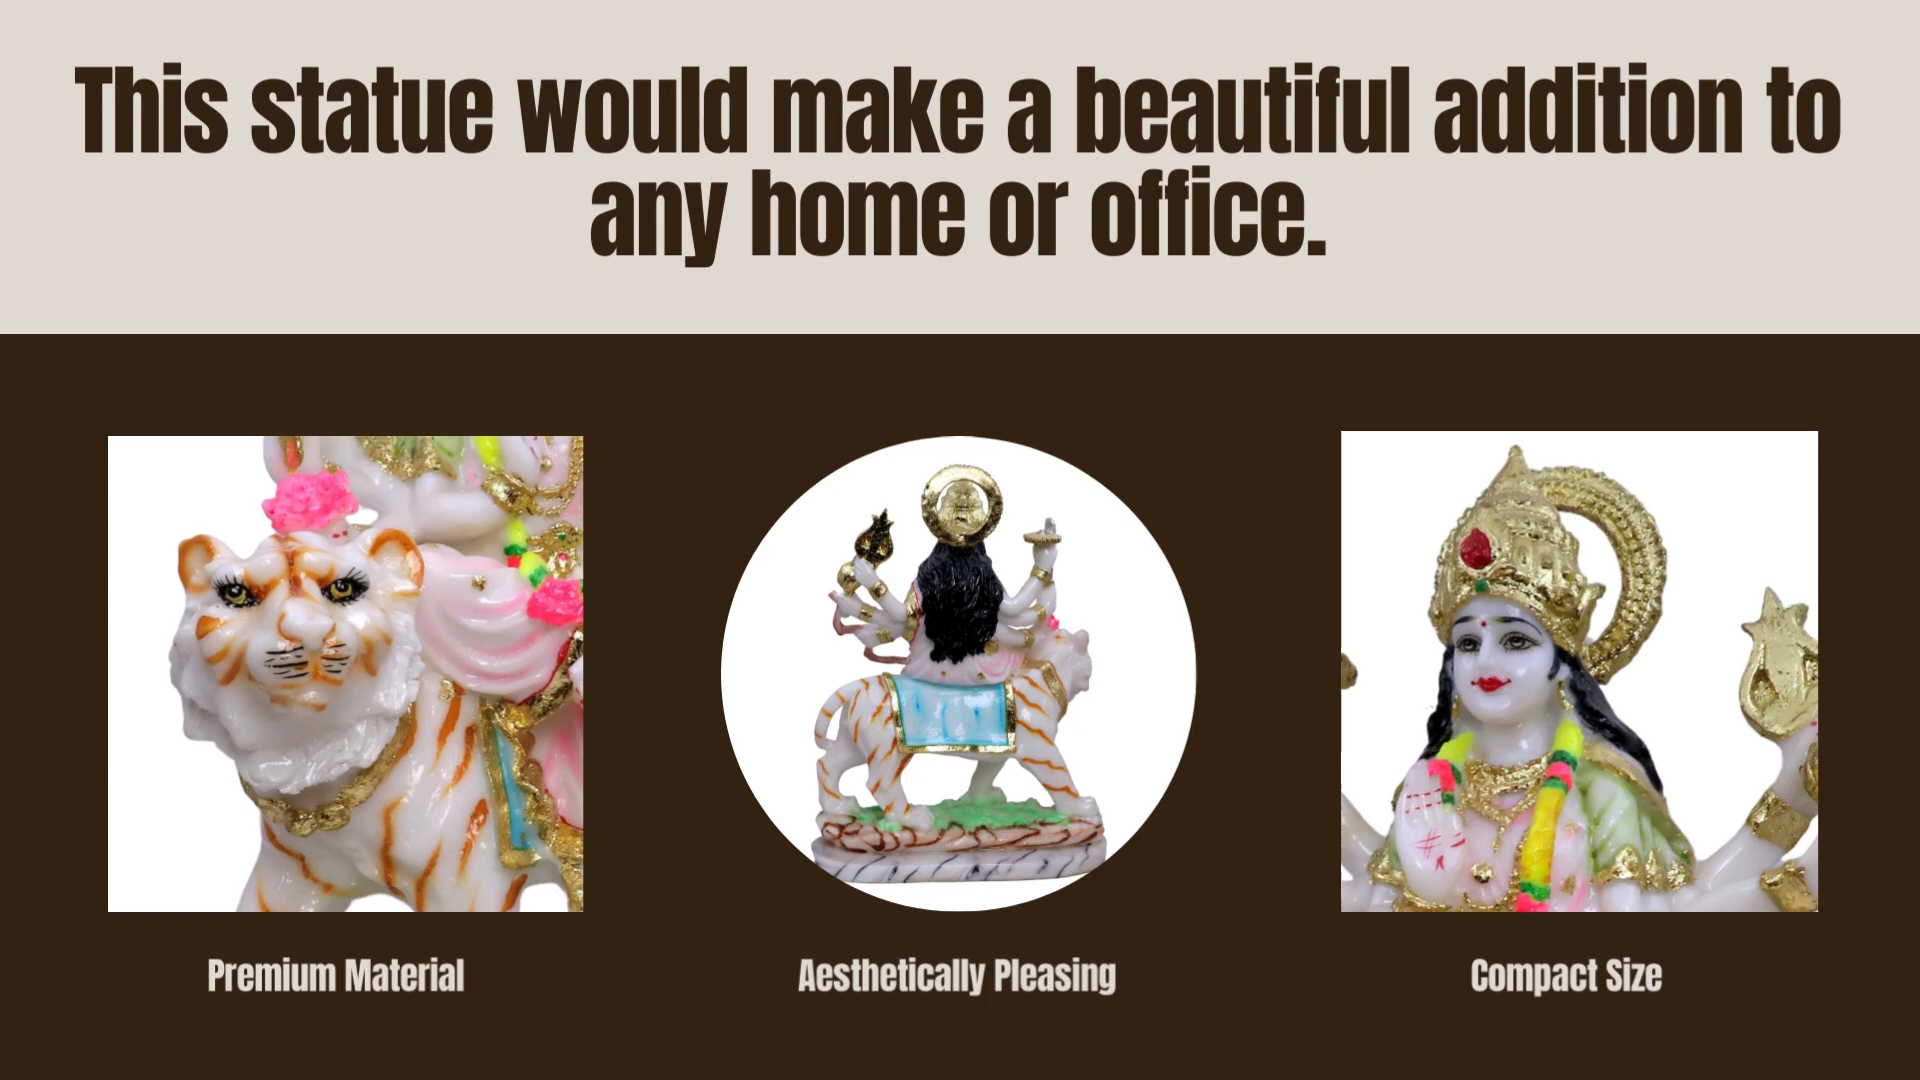 This statue would make a beautiful addition to
any home or office.
Premium Material
Aesthetically Pleasing
Compact Size